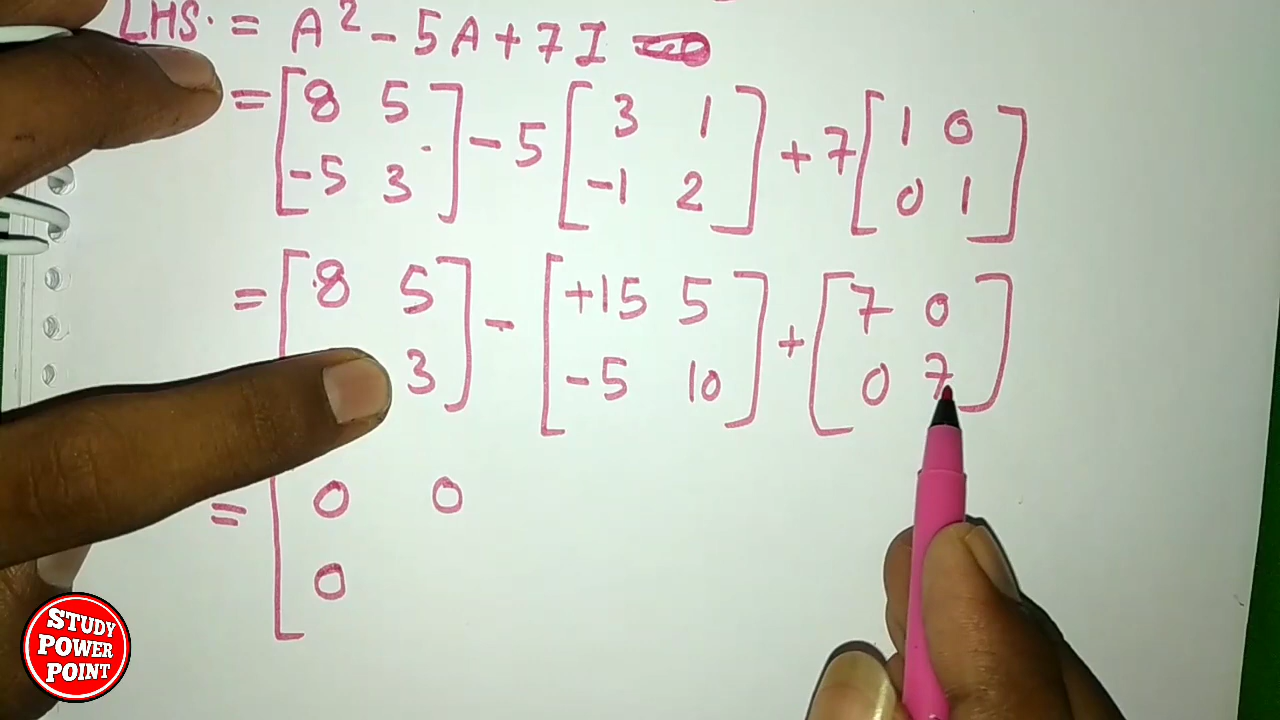 LHS. = A² - 5A + 7I
= [8 5 -5 3] - 5 [3 1 -1 2] + 7 [1 0 0 1]
= [8 5 3] - [+15 5 -5 10] + [7 0 0 7]
= [0 0 0
STUDY
POWER
POINT